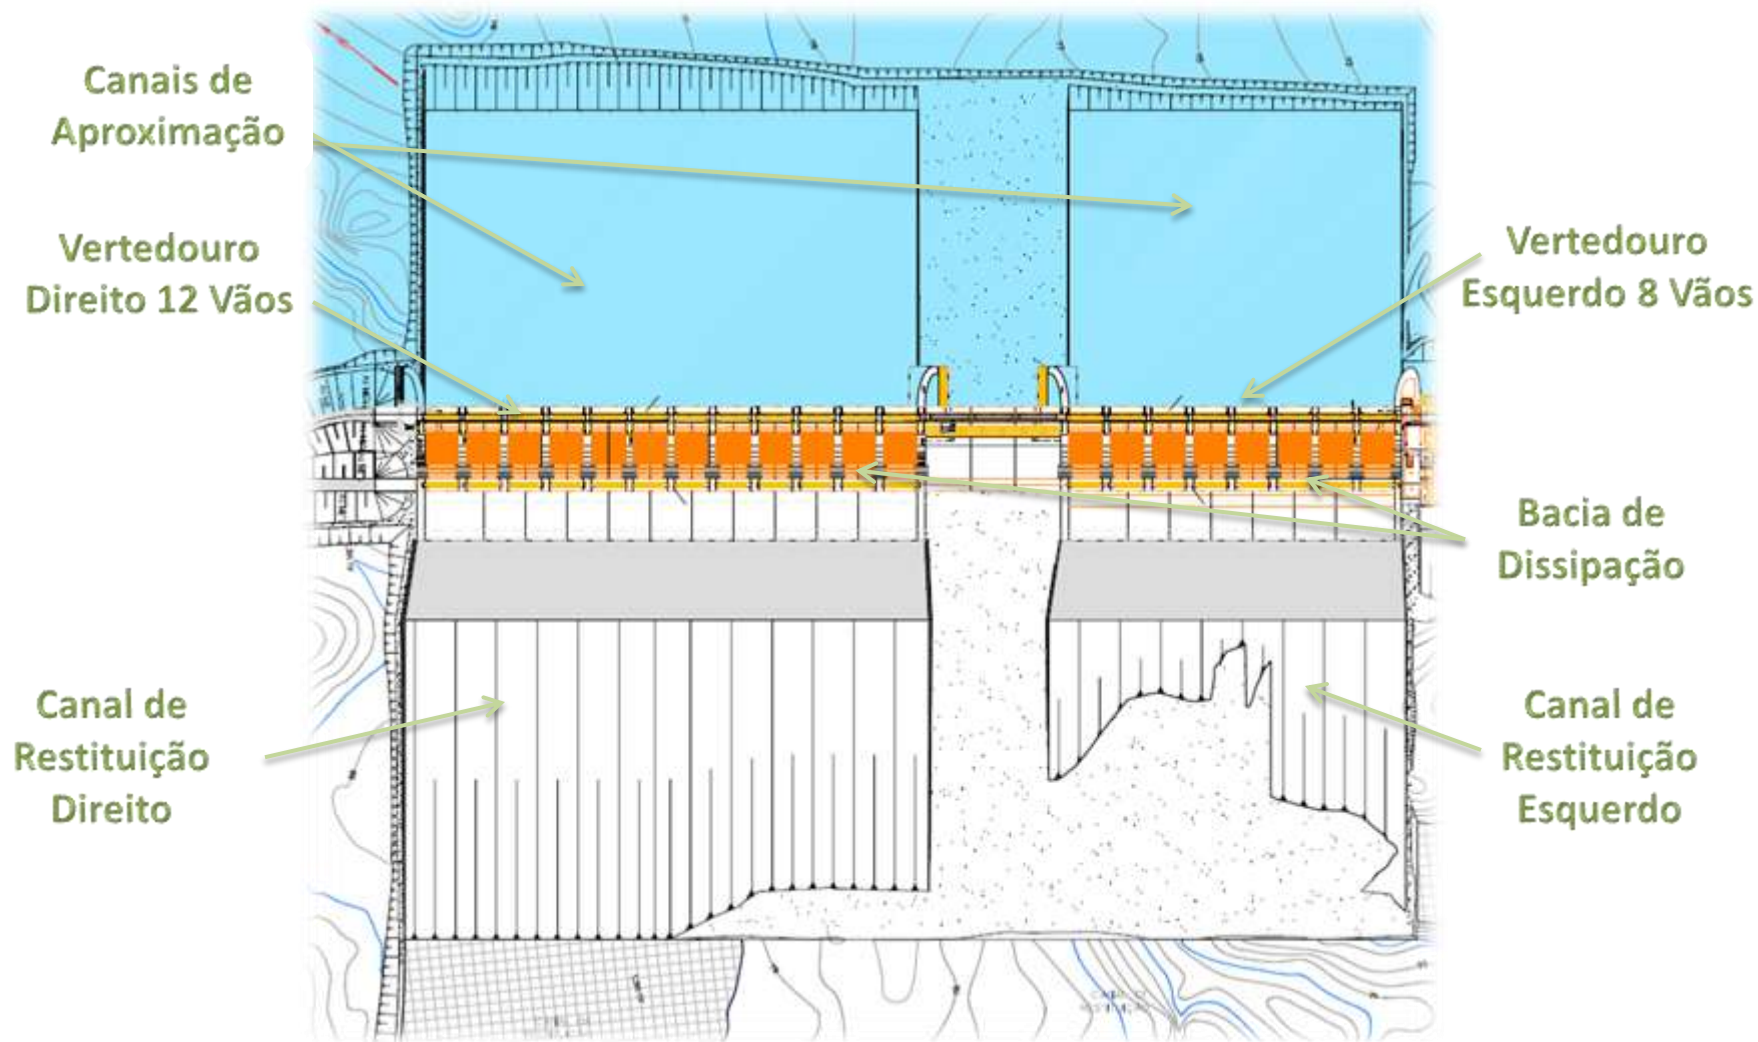 Canais de
Aproximação
Vertedouro
Direito 12 Vãos
Vertedouro
Esquerdo 8 Vãos
Bacia de
Dissipação
Canal de
Restituição
Direito
Canal de
Restituição
Esquerdo